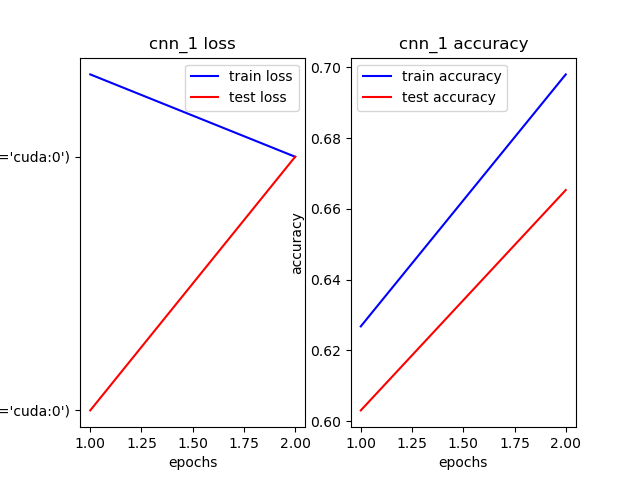 cnn_1 loss
train loss
test loss
='cuda:0')
='cuda:0')
1.00 1.25 1.50 1.75 2.00
epochs
cnn_1 accuracy
train accuracy
test accuracy
accuracy
0.70
0.68
0.66
0.64
0.62
0.60
1.00 1.25 1.50 1.75 2.00
epochs